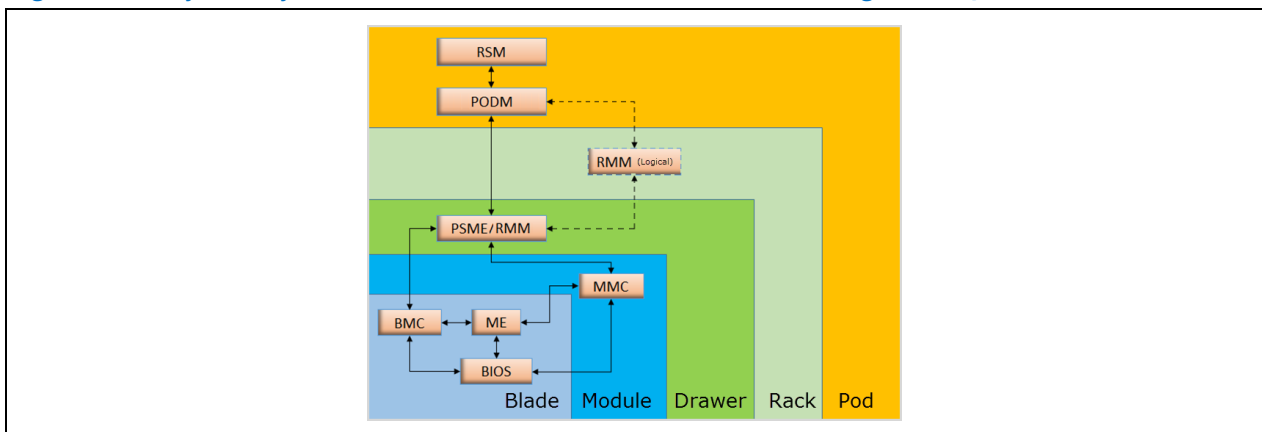 RSM
PODM
RMM (Logical)
PSME/RMM
MMC
BMC
ME
BIOS
Blade
Module
Drawer
Rack
Pod